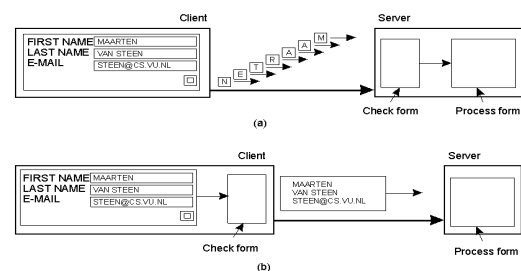 Client
Server
FIRST NAME MAARTEN
LAST NAME VAN STEEN
E-MAIL STEEN@CS.VU.NL
N E T R A A M
Check form
Process form
(a)
Client
Server
FIRST NAME MAARTEN
LAST NAME VAN STEEN
E-MAIL STEEN@CS.VU.NL
MAARTEN
VAN STEEN
STEEN@CS.VU.NL
Check form
Process form
(b)